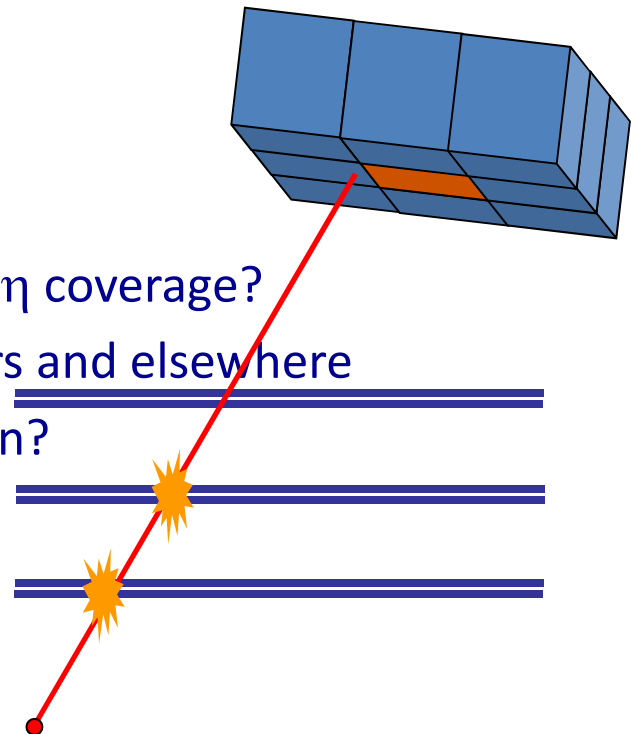 η coverage?
rs and elsewhere
n?